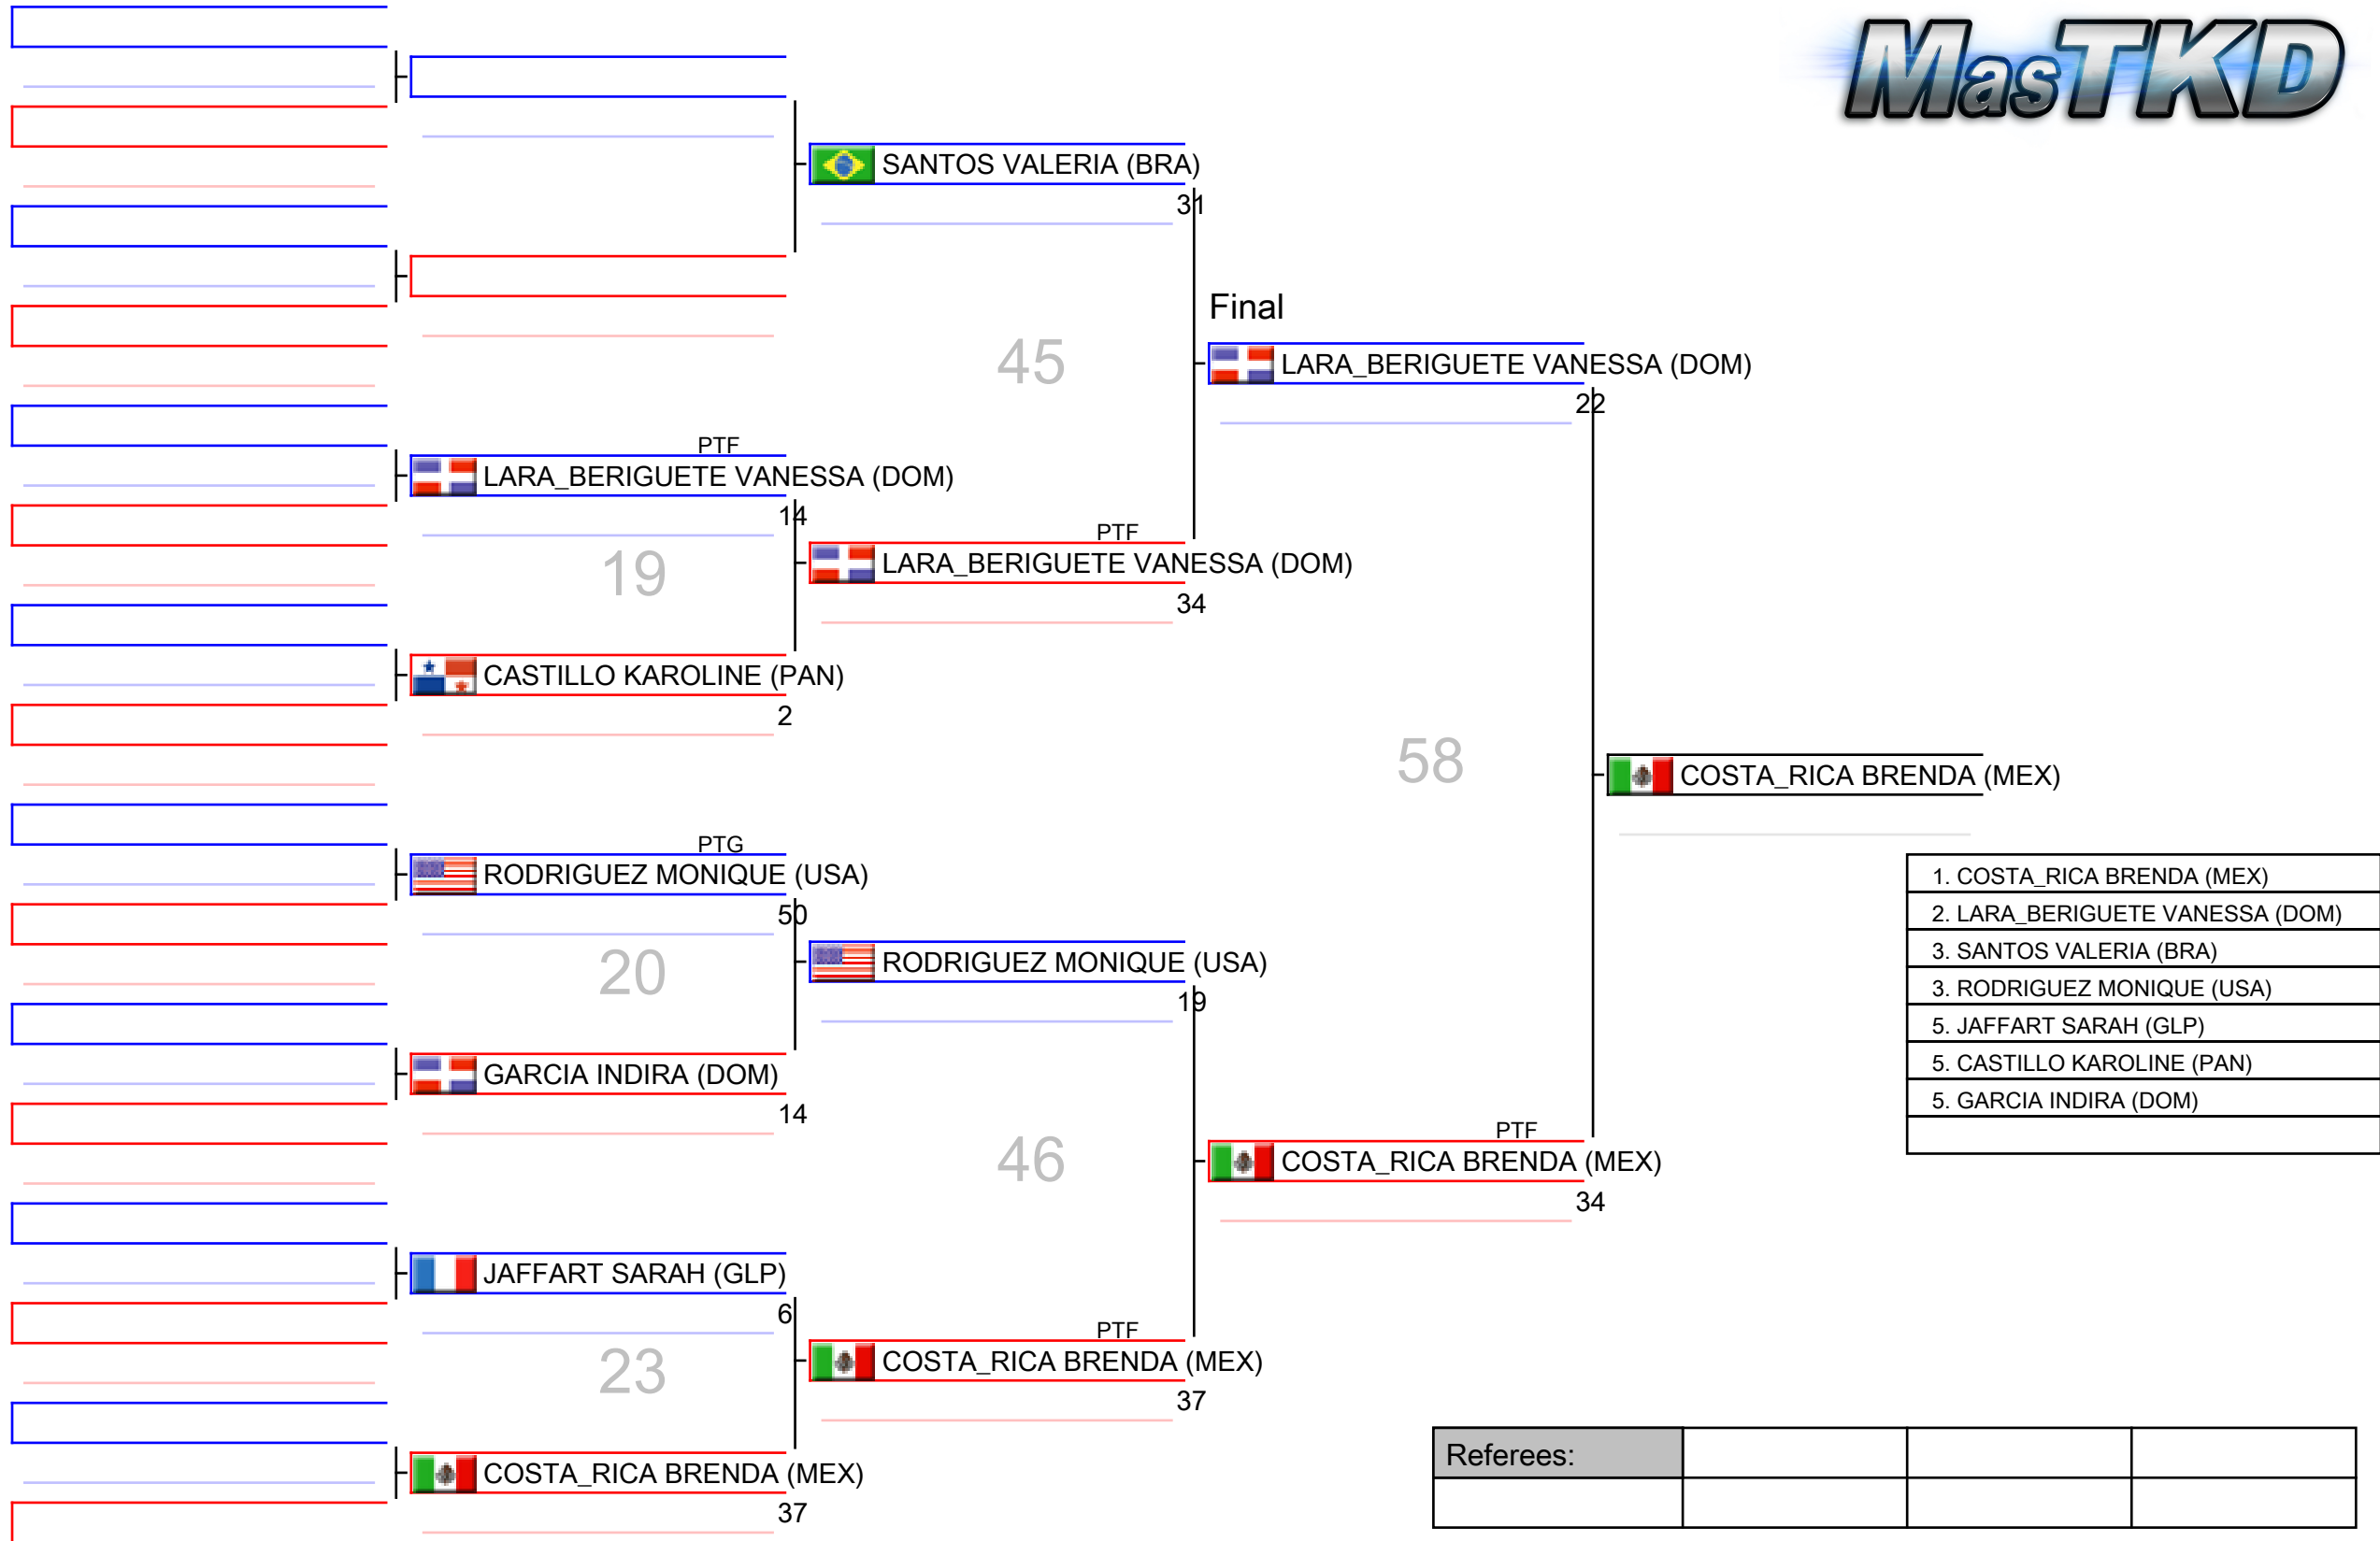 MasTKD
SANTOS VALERIA (BRA)
31
Final
45
LARA_BERIGUETE VANESSA (DOM)
22
PTF
LARA_BERIGUETE VANESSA (DOM)
14
PTF
19
LARA_BERIGUETE VANESSA (DOM)
34
CASTILLO KAROLINE (PAN)
2
58
COSTA_RICA BRENDA (MEX)
PTG
RODRIGUEZ MONIQUE (USA)
50
20
RODRIGUEZ MONIQUE (USA)
19
GARCIA INDIRA (DOM)
14
46
PTF
COSTA_RICA BRENDA (MEX)
34
JAFFART SARAH (GLP)
6
PTF
23
COSTA_RICA BRENDA (MEX)
37
COSTA_RICA BRENDA (MEX)
37
1. COSTA_RICA BRENDA (MEX)
2. LARA_BERIGUETE VANESSA (DOM)
3. SANTOS VALERIA (BRA)
3. RODRIGUEZ MONIQUE (USA)
5. JAFFART SARAH (GLP)
5. CASTILLO KAROLINE (PAN)
5. GARCIA INDIRA (DOM)
Referees: